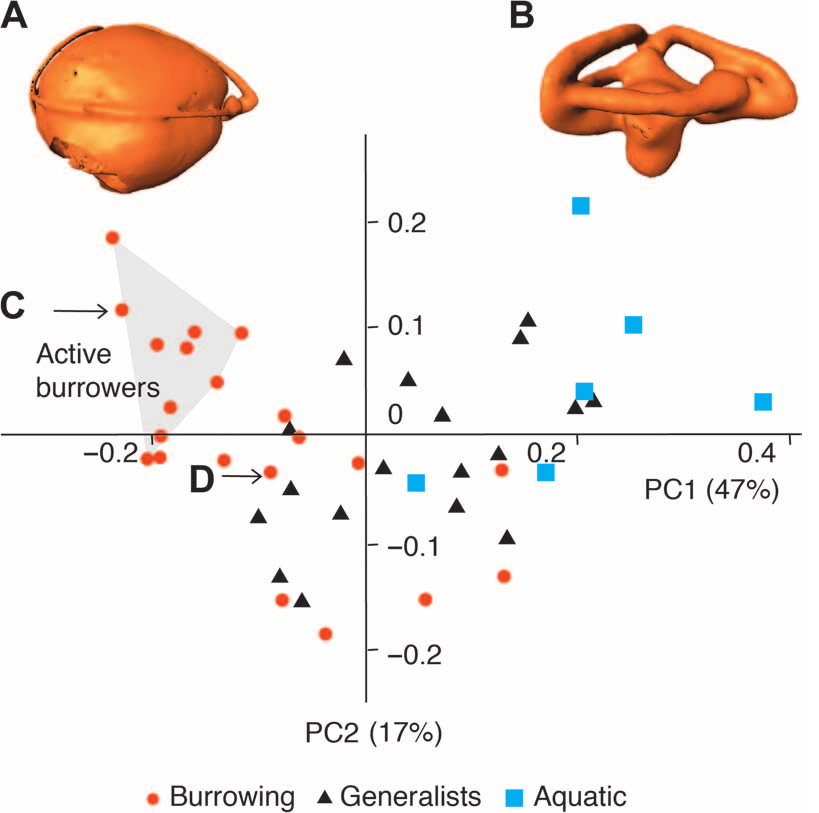 A
B
0.2
C
0.1
Active
burrowers
0
−0.2
0.2
0.4
D
PC1 (47%)
−0.1
−0.2
PC2 (17%)
Burrowing
Generalists
Aquatic